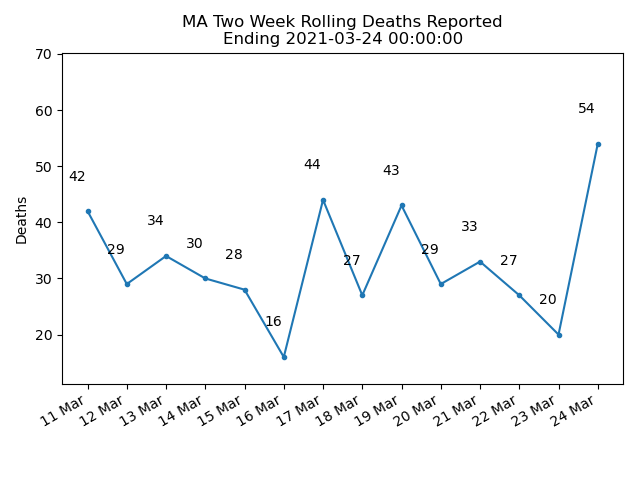 MA Two Week Rolling Deaths Reported
Ending 2021-03-24 00:00:00
70
60
50
40
30
20
Deaths
42
29
34
30
28
16
44
27
43
29
33
27
20
54
11 Mar
12 Mar
13 Mar
14 Mar
15 Mar
16 Mar
17 Mar
18 Mar
19 Mar
20 Mar
21 Mar
22 Mar
23 Mar
24 Mar